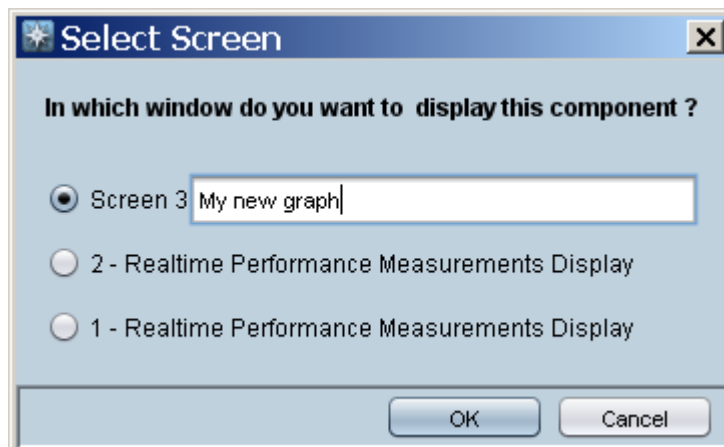 Select Screen
In which window do you want to display this component ?
Screen 3 My new graph
2 - Realtime Performance Measurements Display
1 - Realtime Performance Measurements Display
OK Cancel